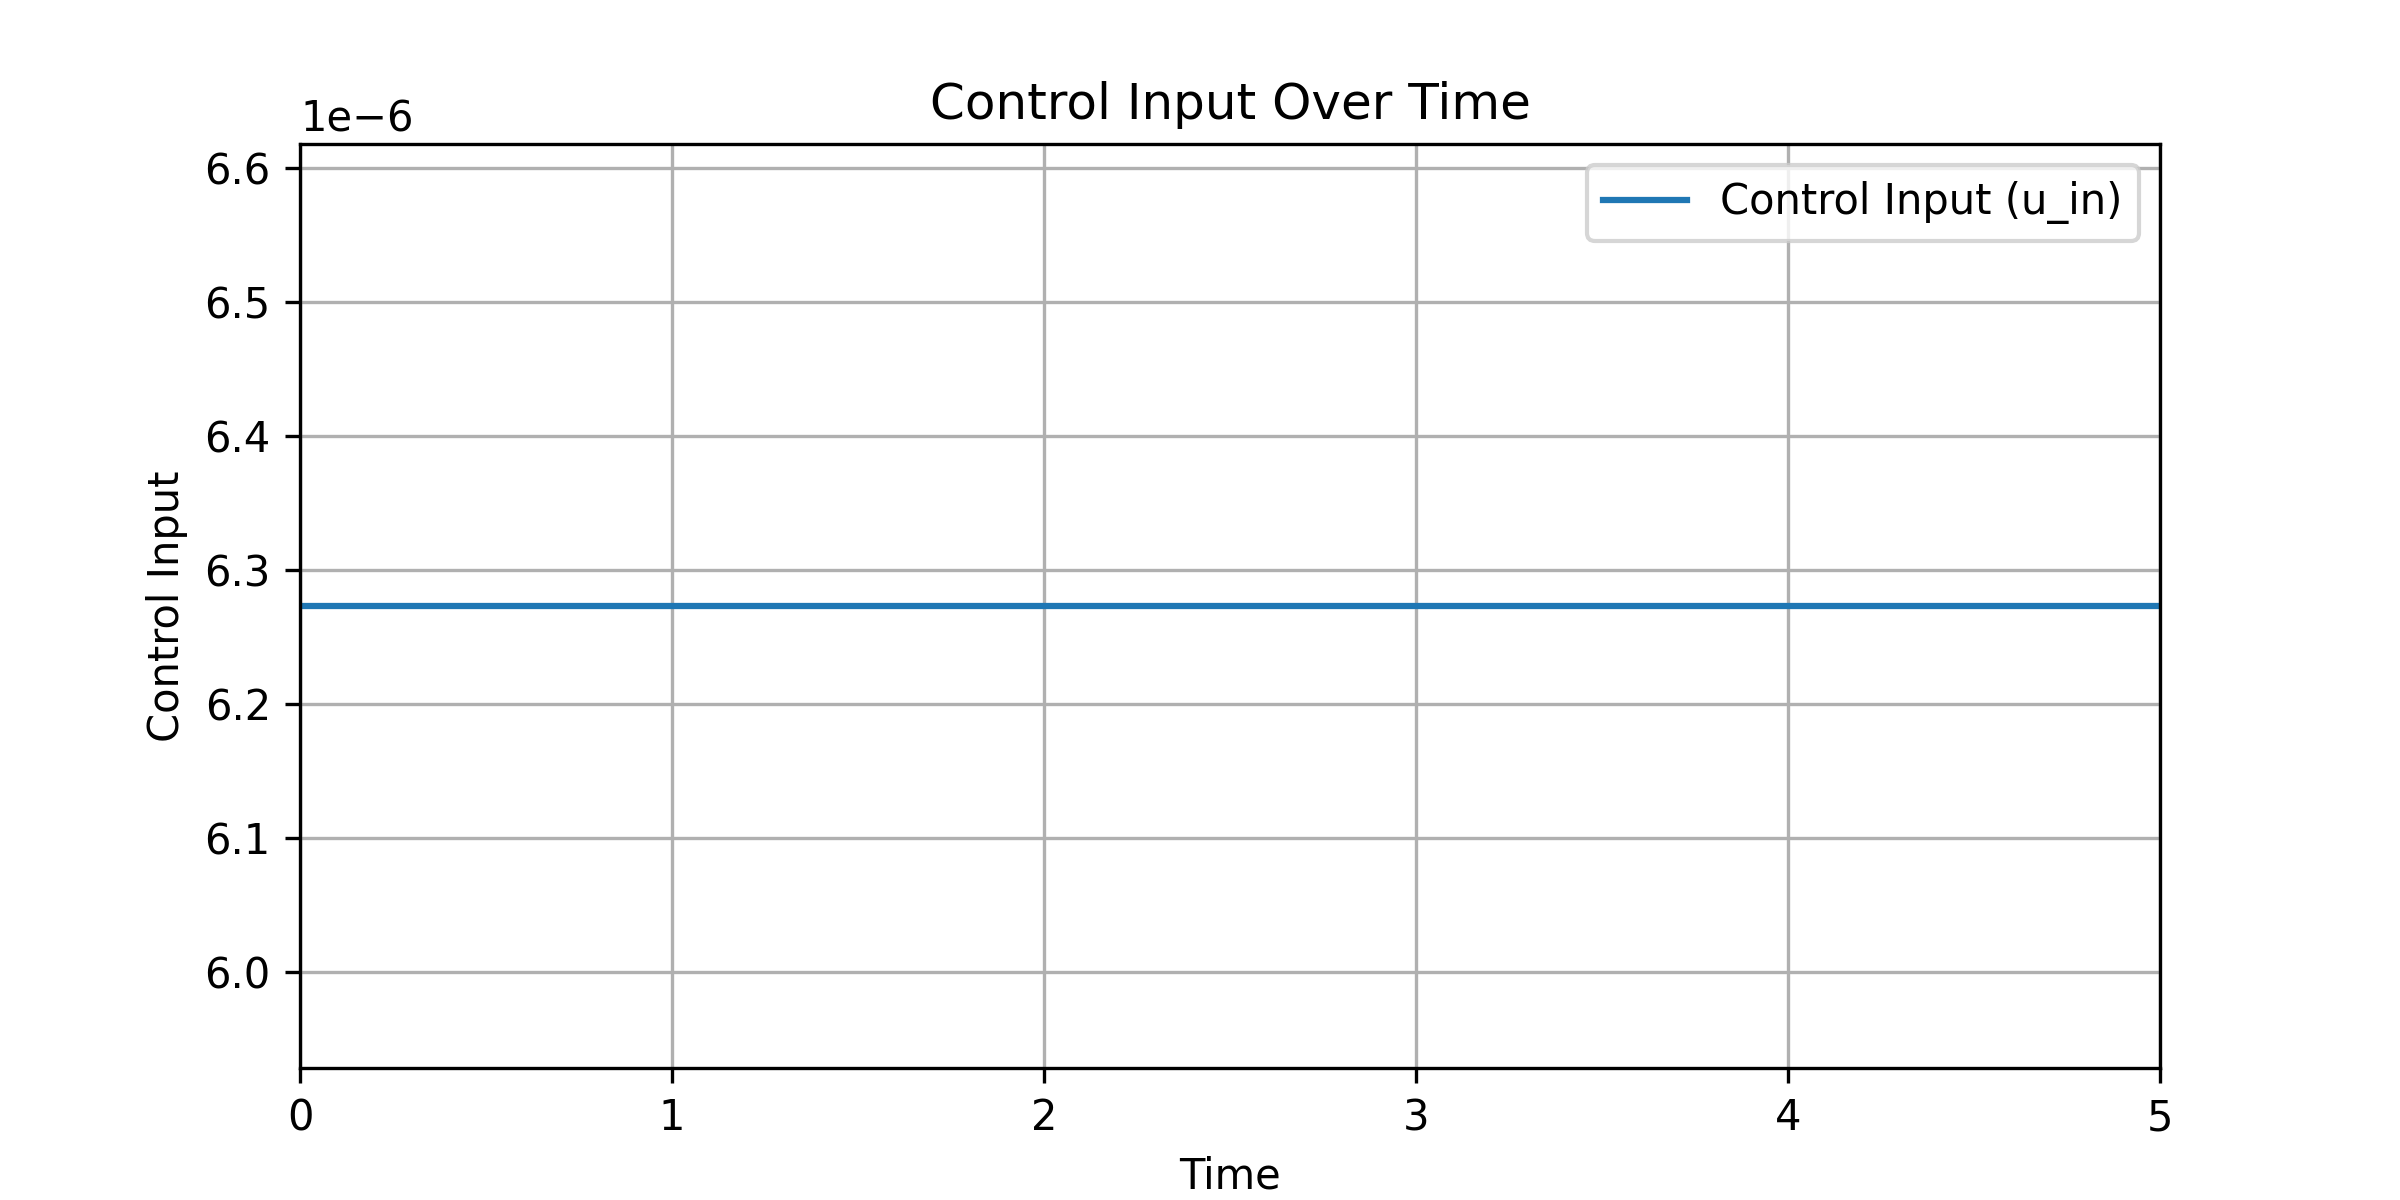 Control Input Over Time
1e−6
6.6
Control Input (u_in)
6.5
6.4
6.3
6.2
6.1
6.0
Control Input
0 1 2 3 4 5
Time